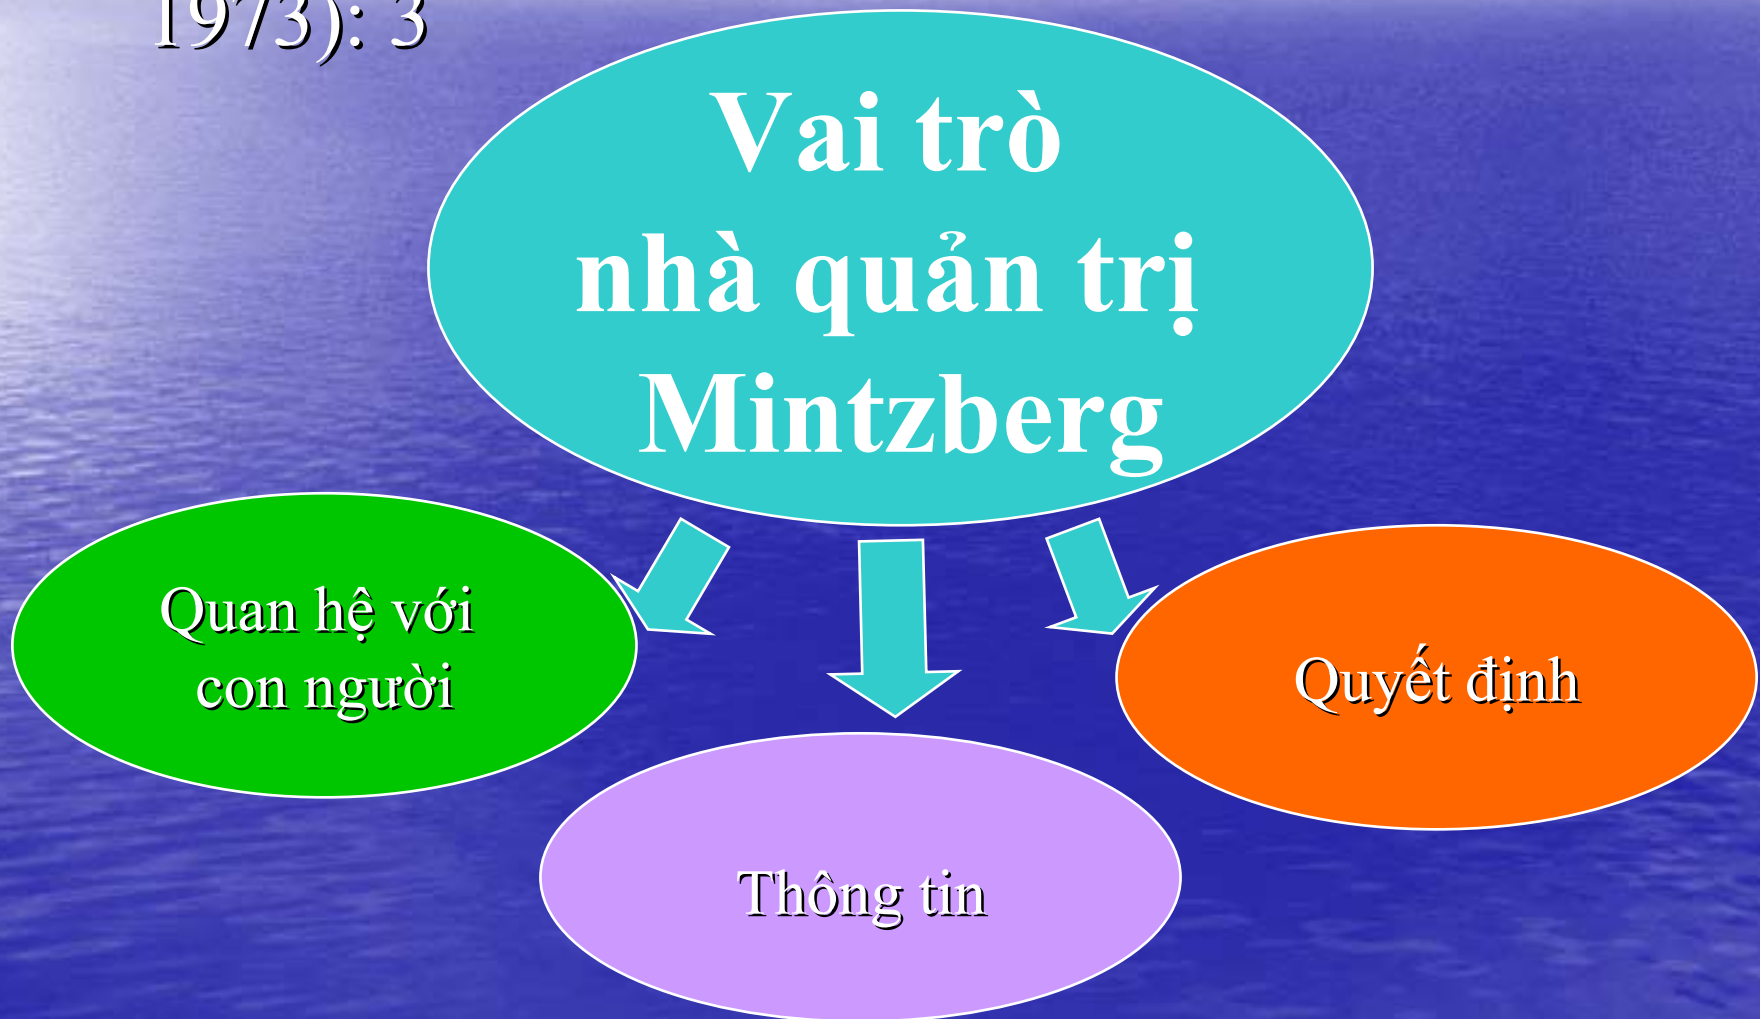 1973): 3
Vai trò
nhà quản trị
Mintzberg
Quan hệ với
con người
Quyết định
Thông tin